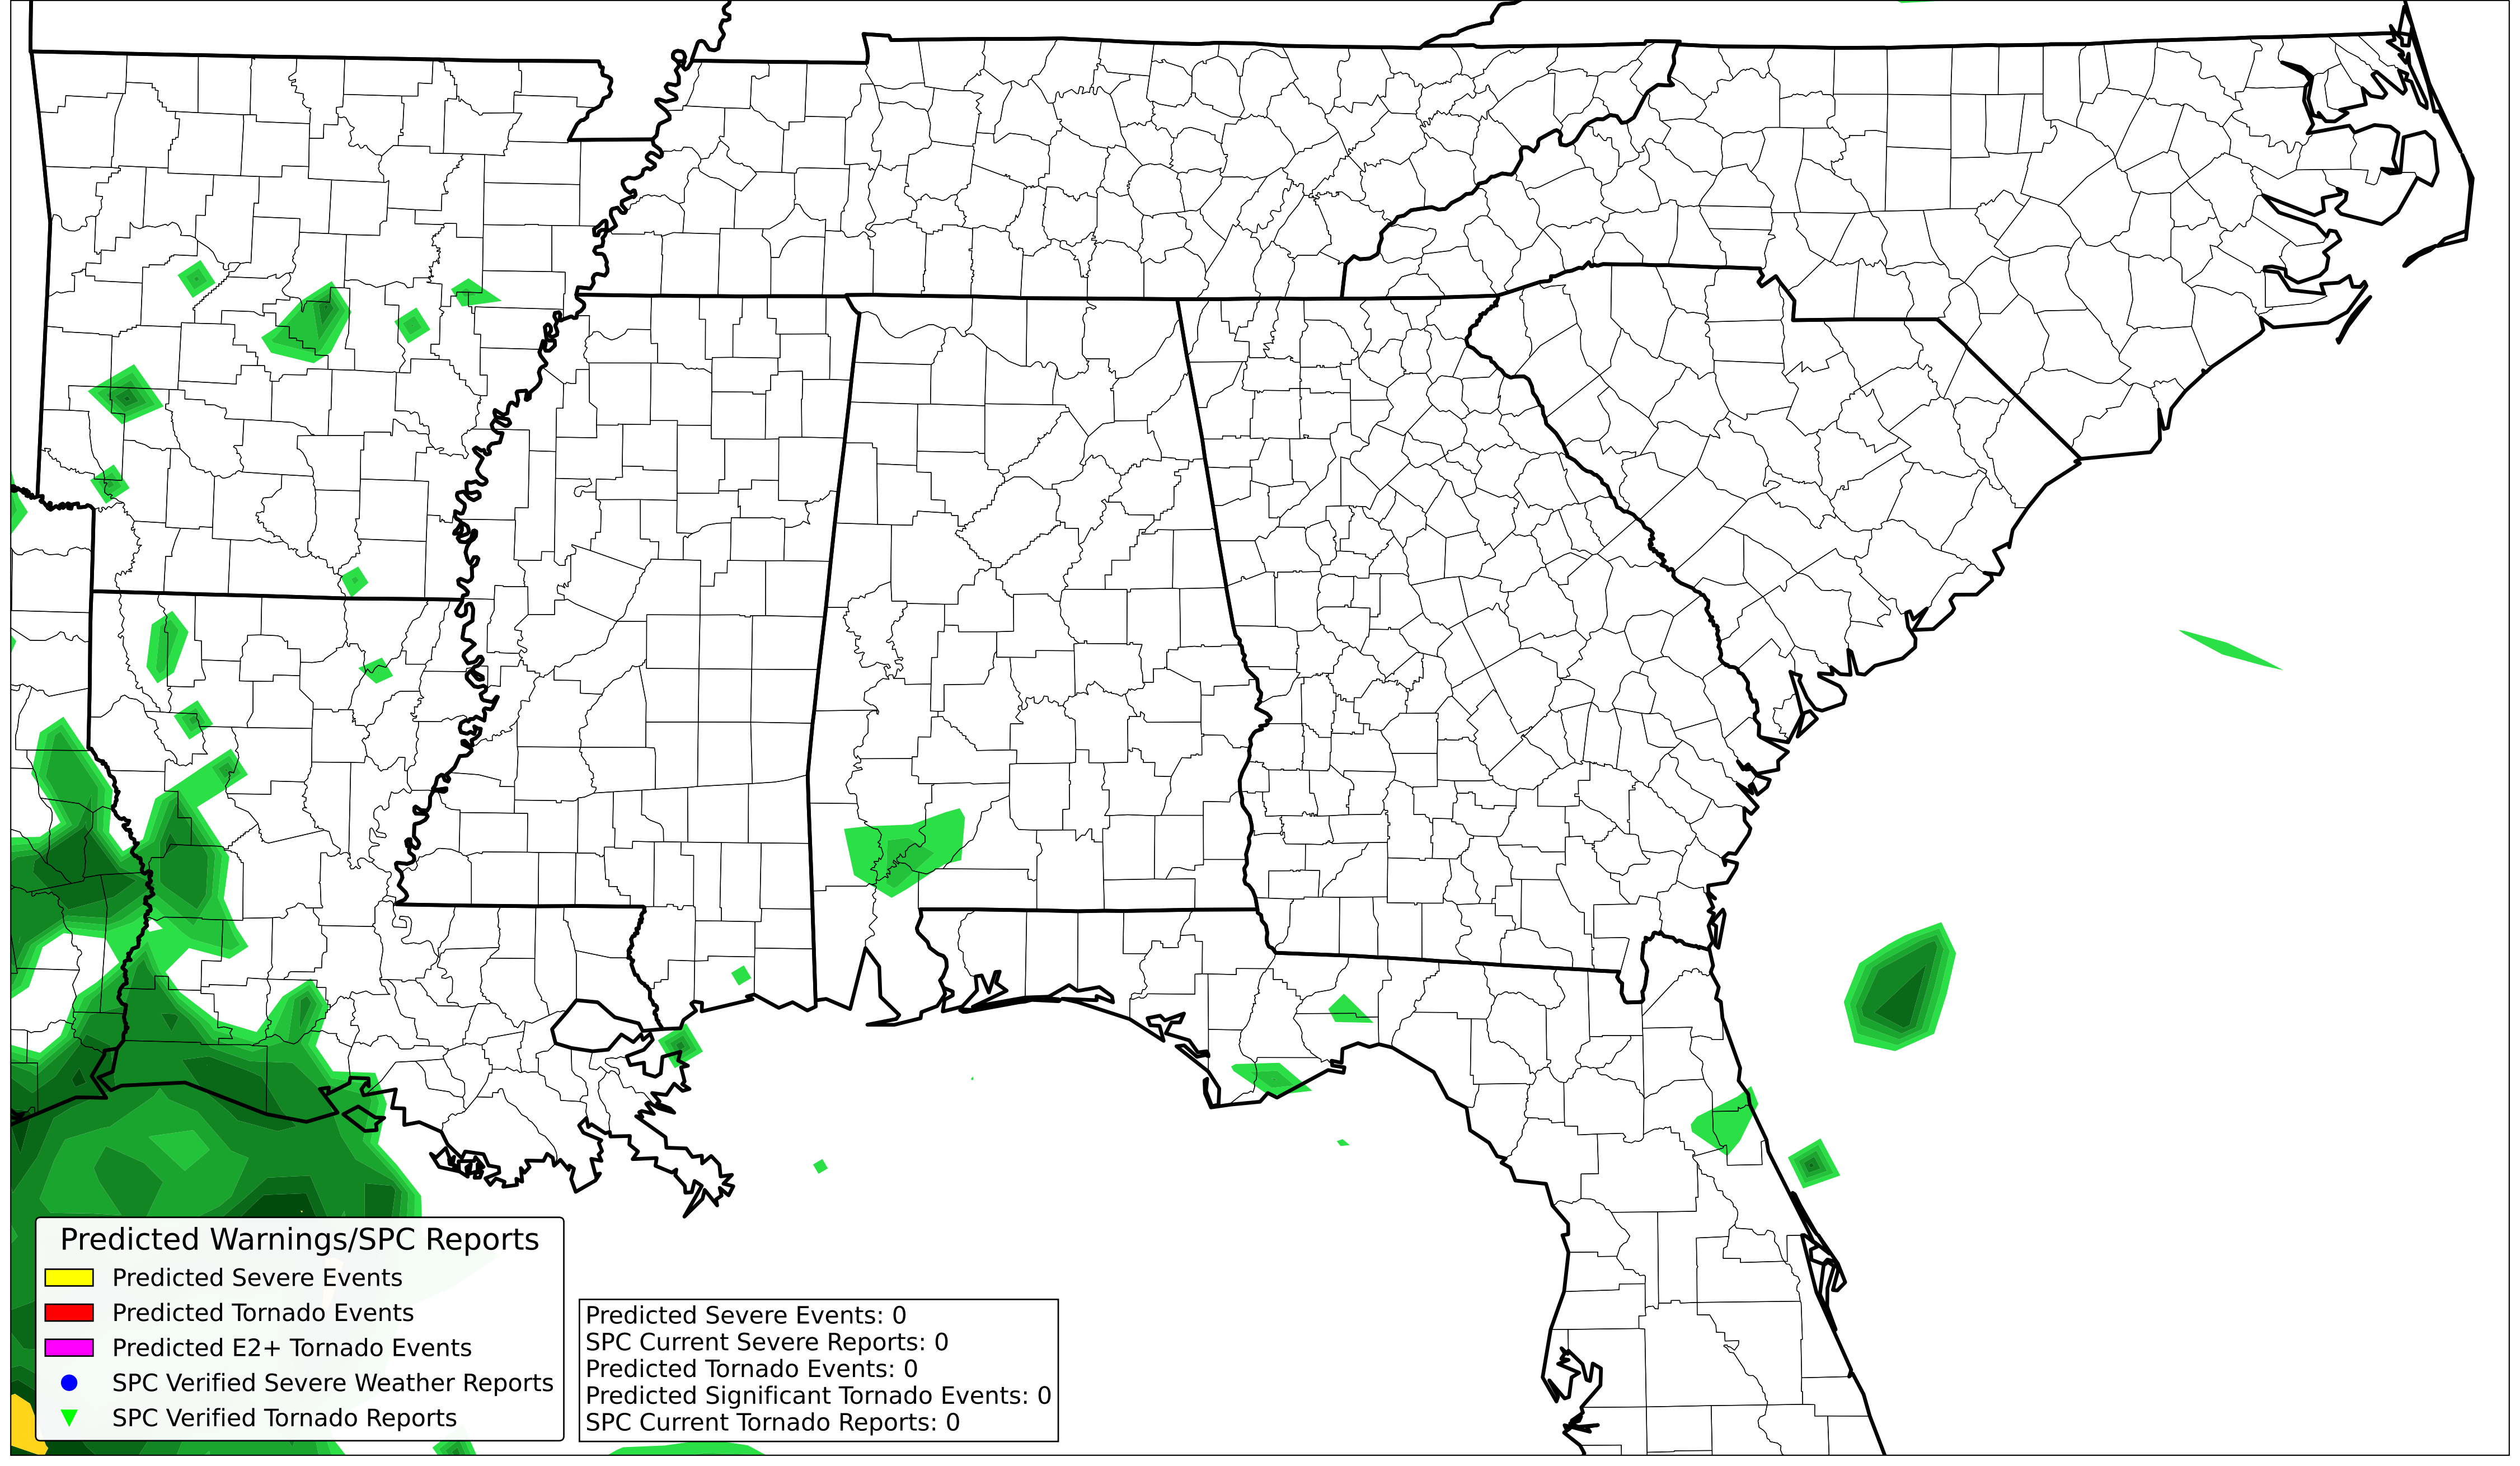 Predicted Warnings/SPC Reports
Predicted Severe Events
Predicted Tornado Events
Predicted E2+ Tornado Events
SPC Verified Severe Weather Reports
SPC Verified Tornado Reports
Predicted Severe Events: 0
SPC Current Severe Reports: 0
Predicted Tornado Events: 0
Predicted Significant Tornado Events: 0
SPC Current Tornado Reports: 0